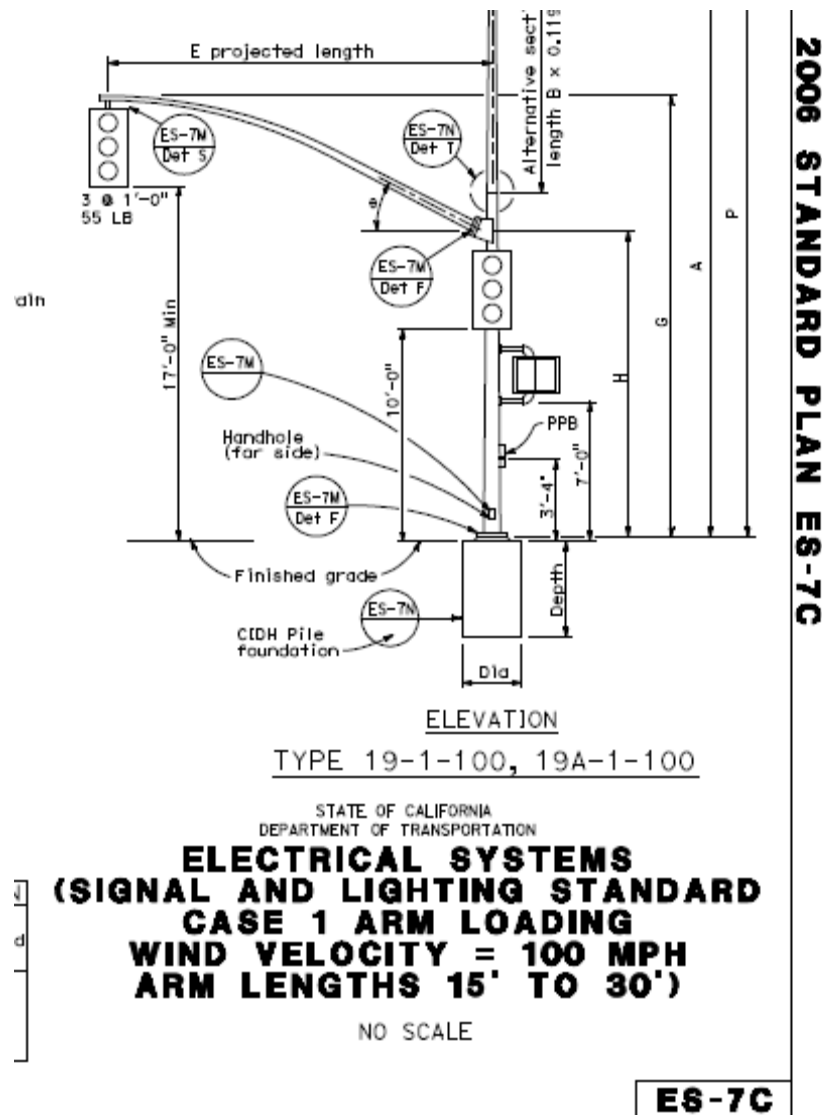 E projected length
Alternative sect
length B x 0.119
ES-7M
Det S
ES-7N
Det T
3 @ 1'-0"
55 LB
e
ES-7M
Det F
P
A
G
H
17'-0" Min
10'-0"
ES-7M
Handhole
(far side)
PPB
7'-0"
3'-4"
ES-7M
Det F
Finished grade
Depth
ES-7N
CIDH Pile
foundation
Dia
ELEVATION
TYPE 19-1-100, 19A-1-100
STATE OF CALIFORNIA
DEPARTMENT OF TRANSPORTATION
ELECTRICAL SYSTEMS
(SIGNAL AND LIGHTING STANDARD
CASE 1 ARM LOADING
WIND VELOCITY = 100 MPH
ARM LENGTHS 15' TO 30')
NO SCALE
ES-7C
2006 STANDARD PLAN ES-7C